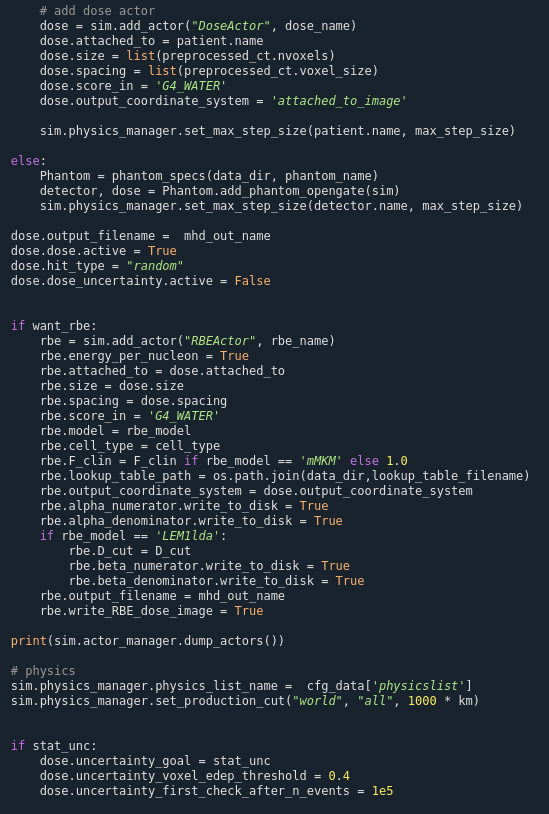 # add dose actor
dose = sim.add_actor("DoseActor", dose_name)
dose.attached_to = patient.name
dose.size = list(preprocessed_ct.nvoxels)
dose.spacing = list(preprocessed_ct.voxel_size)
dose.score_in = 'G4_WATER'
dose.output_coordinate_system = 'attached_to_image'
sim.physics_manager.set_max_step_size(patient.name, max_step_size)
else:
Phantom = phantom_specs(data_dir, phantom_name)
detector, dose = Phantom.add_phantom_opengate(sim)
sim.physics_manager.set_max_step_size(detector.name, max_step_size)
dose.output_filename =  mhd_out_name
dose.dose.active = True
dose.hit_type = "random"
dose.dose_uncertainty.active = False
if want_rbe:
rbe = sim.add_actor("RBEActor", rbe_name)
rbe.energy_per_nucleon = True
rbe.attached_to = dose.attached_to
rbe.size = dose.size
rbe.spacing = dose.spacing
rbe.score_in = 'G4_WATER'
rbe.model = rbe_model
rbe.cell_type = cell_type
rbe.F_clin = F_clin if rbe_model == 'mMKM' else 1.0
rbe.lookup_table_path = os.path.join(data_dir,lookup_table_filename)
rbe.output_coordinate_system = dose.output_coordinate_system
rbe.alpha_numerator.write_to_disk = True
rbe.alpha_denominator.write_to_disk = True
if rbe_model == 'LEM1lda':
rbe.D_cut = D_cut
rbe.beta_numerator.write_to_disk = True
rbe.beta_denominator.write_to_disk = True
rbe.output_filename = mhd_out_name
rbe.write_RBE_dose_image = True
print(sim.actor_manager.dump_actors())
# physics
sim.physics_manager.physics_list_name =  cfg_data['physicslist']
sim.physics_manager.set_production_cut("world", "all", 1000 * km)
if stat_unc:
dose.uncertainty_goal = stat_unc
dose.uncertainty_voxel_edep_threshold = 0.4
dose.uncertainty_first_check_after_n_events = 1e5